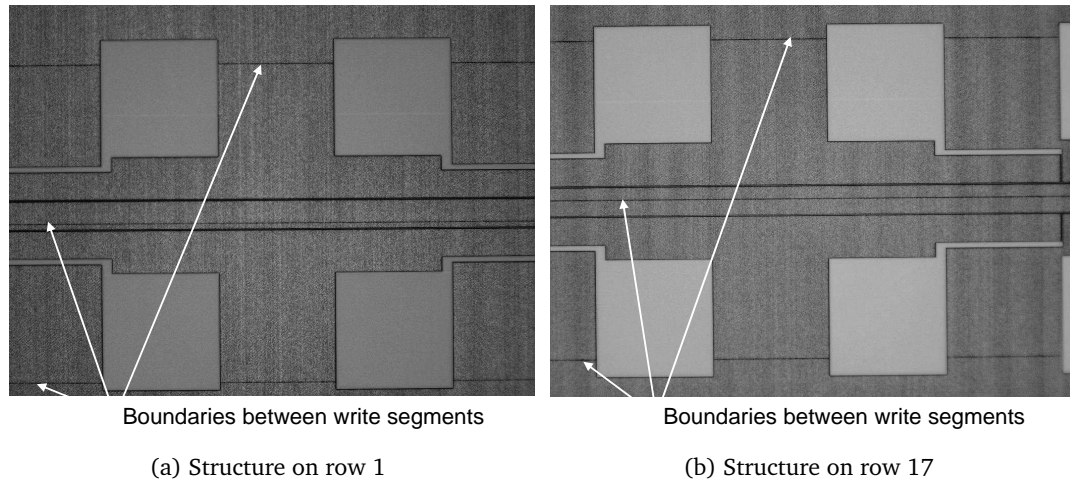 Boundaries between write segments
Boundaries between write segments
(a) Structure on row 1
(b) Structure on row 17